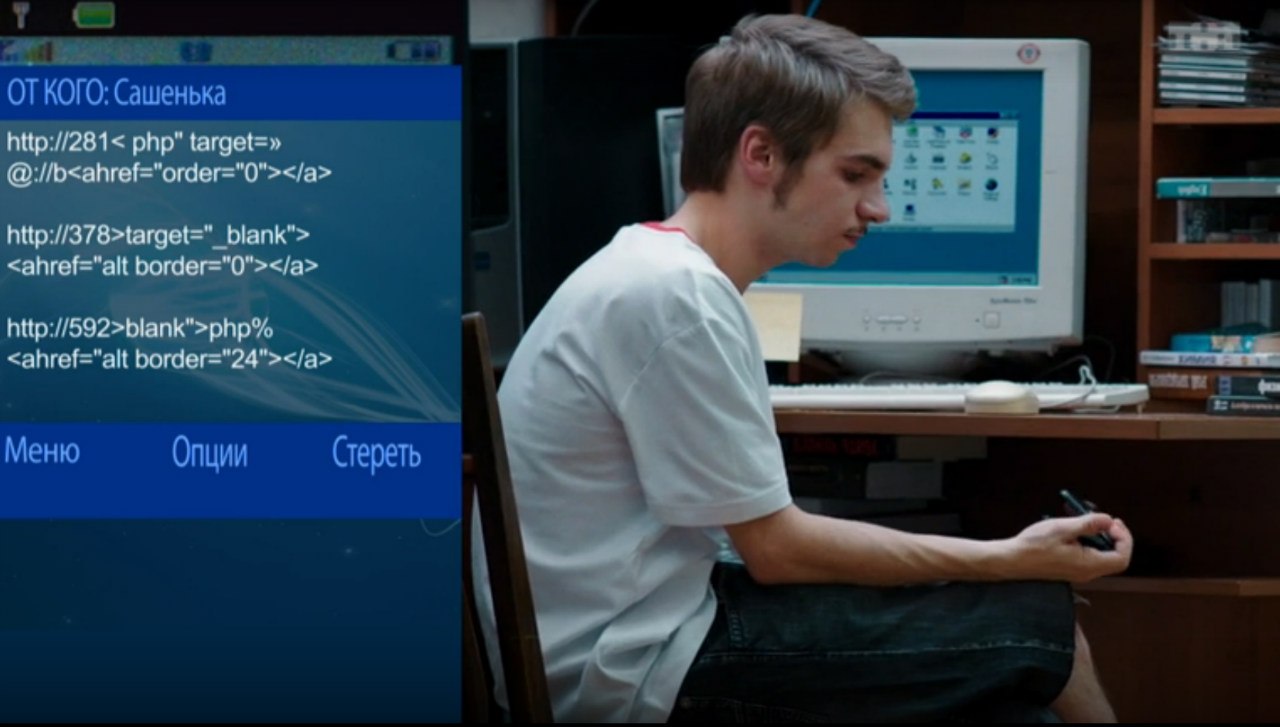 ОТ КОГО: Сашенька
http://281< php" target=»
@://b<ahref="order="0"></a>
http://378>target="_blank">
<ahref="alt border="0"></a>
http://592>blank">php%
<ahref="alt border="24"></a>
Меню Опции Стереть
ТВТ